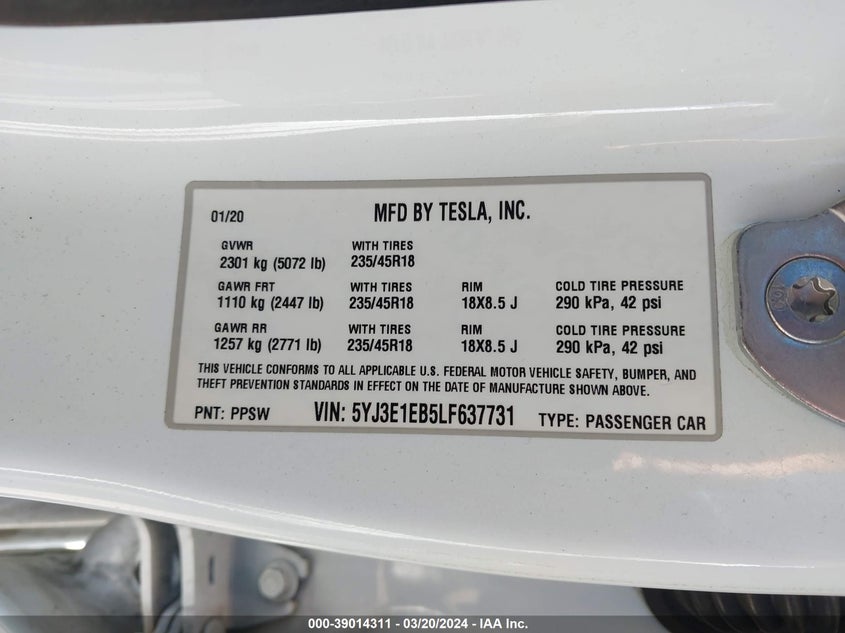 01/20 MFD BY TESLA, INC.
GVWR WITH TIRES
2301 kg (5072 lb) 235/45R18
GAWR FRT WITH TIRES RIM COLD TIRE PRESSURE
1110 kg (2447 lb) 235/45R18 18X8.5 J 290 kPa, 42 psi
GAWR RR WITH TIRES RIM COLD TIRE PRESSURE
1257 kg (2771 lb) 235/45R18 18X8.5 J 290 kPa, 42 psi
THIS VEHICLE CONFORMS TO ALL APPLICABLE U.S. FEDERAL MOTOR VEHICLE SAFETY, BUMPER, AND
THEFT PREVENTION STANDARDS IN EFFECT ON THE DATE OF MANUFACTURE SHOWN ABOVE.
PNT: PPSW VIN: 5YJ3E1EB5LF637731 TYPE: PASSENGER CAR
000-39014311 - 03/20/2024 - IAA Inc.